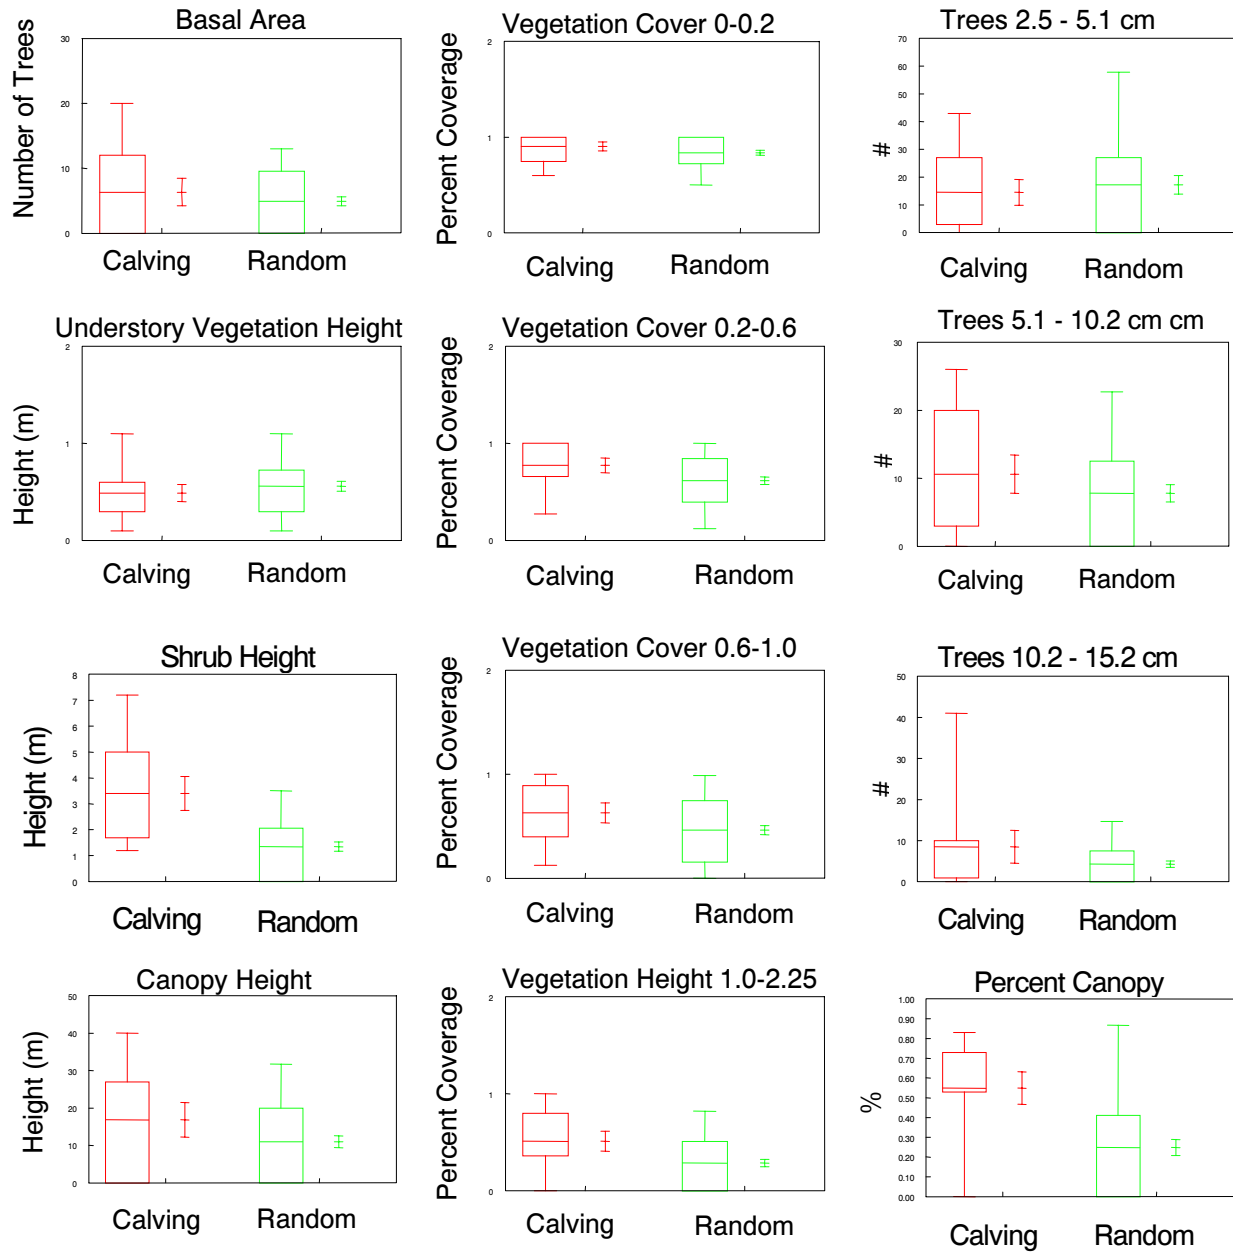 Basal Area
Number of Trees
30
20
10
0
Calving Random
Vegetation Cover 0-0.2
Percent Coverage
2
1
0
Calving Random
Trees 2.5 - 5.1 cm
#
70
60
50
40
30
20
10
0
Calving Random
Understory Vegetation Height
Height (m)
2
1
0
Calving Random
Vegetation Cover 0.2-0.6
Percent Coverage
2
1
0
Calving Random
Trees 5.1 - 10.2 cm cm
#
30
20
10
0
Calving Random
Shrub Height
Height (m)
8
7
6
5
4
3
2
1
0
Calving Random
Vegetation Cover 0.6-1.0
Percent Coverage
2
1
0
Calving Random
Trees 10.2 - 15.2 cm
#
50
40
30
20
10
0
Calving Random
Canopy Height
Height (m)
50
40
30
20
10
0
Calving Random
Vegetation Height 1.0-2.25
Percent Coverage
2
1
0
Calving Random
Percent Canopy
%
1.00
0.90
0.80
0.70
0.60
0.50
0.40
0.30
0.20
0.10
0.00
Calving Random